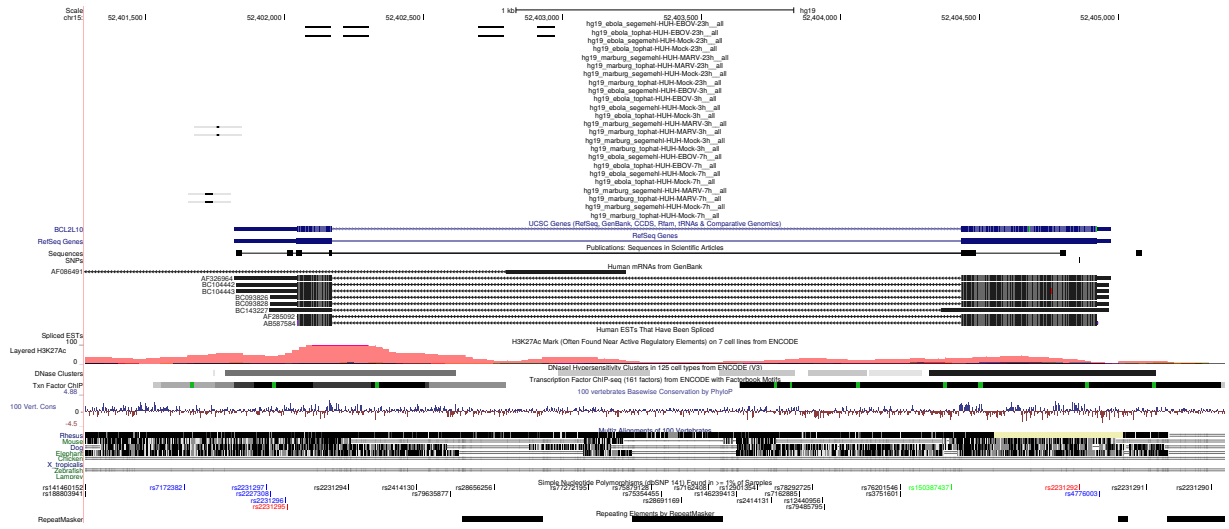 Scale 1 kb hg19
chr15: 52,401,500 52,402,000 52,402,500 52,403,000 52,403,500 52,404,000 52,404,500 52,405,000
hg19_ebola_segemehl-HUH-EBOV-23h__all
hg19_ebola_tophat-HUH-EBOV-23h__all
hg19_ebola_segemehl-HUH-Mock-23h__all
hg19_ebola_tophat-HUH-Mock-23h__all
hg19_marburg_segemehl-HUH-MARV-23h__all
hg19_marburg_tophat-HUH-MARV-23h__all
hg19_marburg_segemehl-HUH-Mock-23h__all
hg19_marburg_tophat-HUH-Mock-23h__all
hg19_ebola_segemehl-HUH-EBOV-3h__all
hg19_ebola_tophat-HUH-EBOV-3h__all
hg19_ebola_segemehl-HUH-Mock-3h__all
hg19_ebola_tophat-HUH-Mock-3h__all
hg19_marburg_segemehl-HUH-MARV-3h__all
hg19_marburg_tophat-HUH-MARV-3h__all
hg19_marburg_segemehl-HUH-Mock-3h__all
hg19_marburg_tophat-HUH-Mock-3h__all
hg19_ebola_segemehl-HUH-EBOV-7h__all
hg19_ebola_tophat-HUH-EBOV-7h__all
hg19_ebola_segemehl-HUH-Mock-7h__all
hg19_ebola_tophat-HUH-Mock-7h__all
hg19_marburg_segemehl-HUH-MARV-7h__all
hg19_marburg_tophat-HUH-MARV-7h__all
hg19_marburg_segemehl-HUH-Mock-7h__all
hg19_marburg_tophat-HUH-Mock-7h__all
UCSC Genes (RefSeq, GenBank, CCDS, Rfam, tRNAs & Comparative Genomics)
BCL2L10
RefSeq Genes
RefSeq Genes
Publications: Sequences in Scientific Articles
Sequences
SNPs
Human mRNAs from GenBank
AF086491
AF326964
BC104442
BC104443
BC093826
BC093828
BC143227
AF285092
AB587584
Human ESTs That Have Been Spliced
Spliced ESTs
H3K27Ac Mark (Often Found Near Active Regulatory Elements) on 7 cell lines from ENCODE
100
Layered H3K27Ac
0
DNaseI Hypersensitivity Clusters in 125 cell types from ENCODE (V3)
DNase Clusters
Transcription Factor ChIP-seq (161 factors) from ENCODE with Factorbook Motifs
Txn Factor ChIP
4.88
100 vertebrates Basewise Conservation by PhyloP
100 Vert. Cons
0
-4.5
Multiz Alignments of 100 Vertebrates
Rhesus
Mouse
Dog
Elephant
Chicken
X_tropicalis
Zebrafish
Lamprey
Simple Nucleotide Polymorphisms (dbSNP 141) Found in >= 1% of Samples
rs141460152 rs7172382 rs2231297 rs2231294 rs2414130 rs28656256 rs77272195 rs75879128 rs7162408 rs12901354 rs78292725 rs76201546 rs150387437 rs2231292 rs2231291 rs2231290
rs188803941 rs2227308 rs79635877 rs75354455 rs146239413 rs7162885 rs3751601 rs4776003
rs2231296 rs28691169 rs2414131 rs12440956
rs2231295 rs79485795
Repeating Elements by RepeatMasker
RepeatMasker